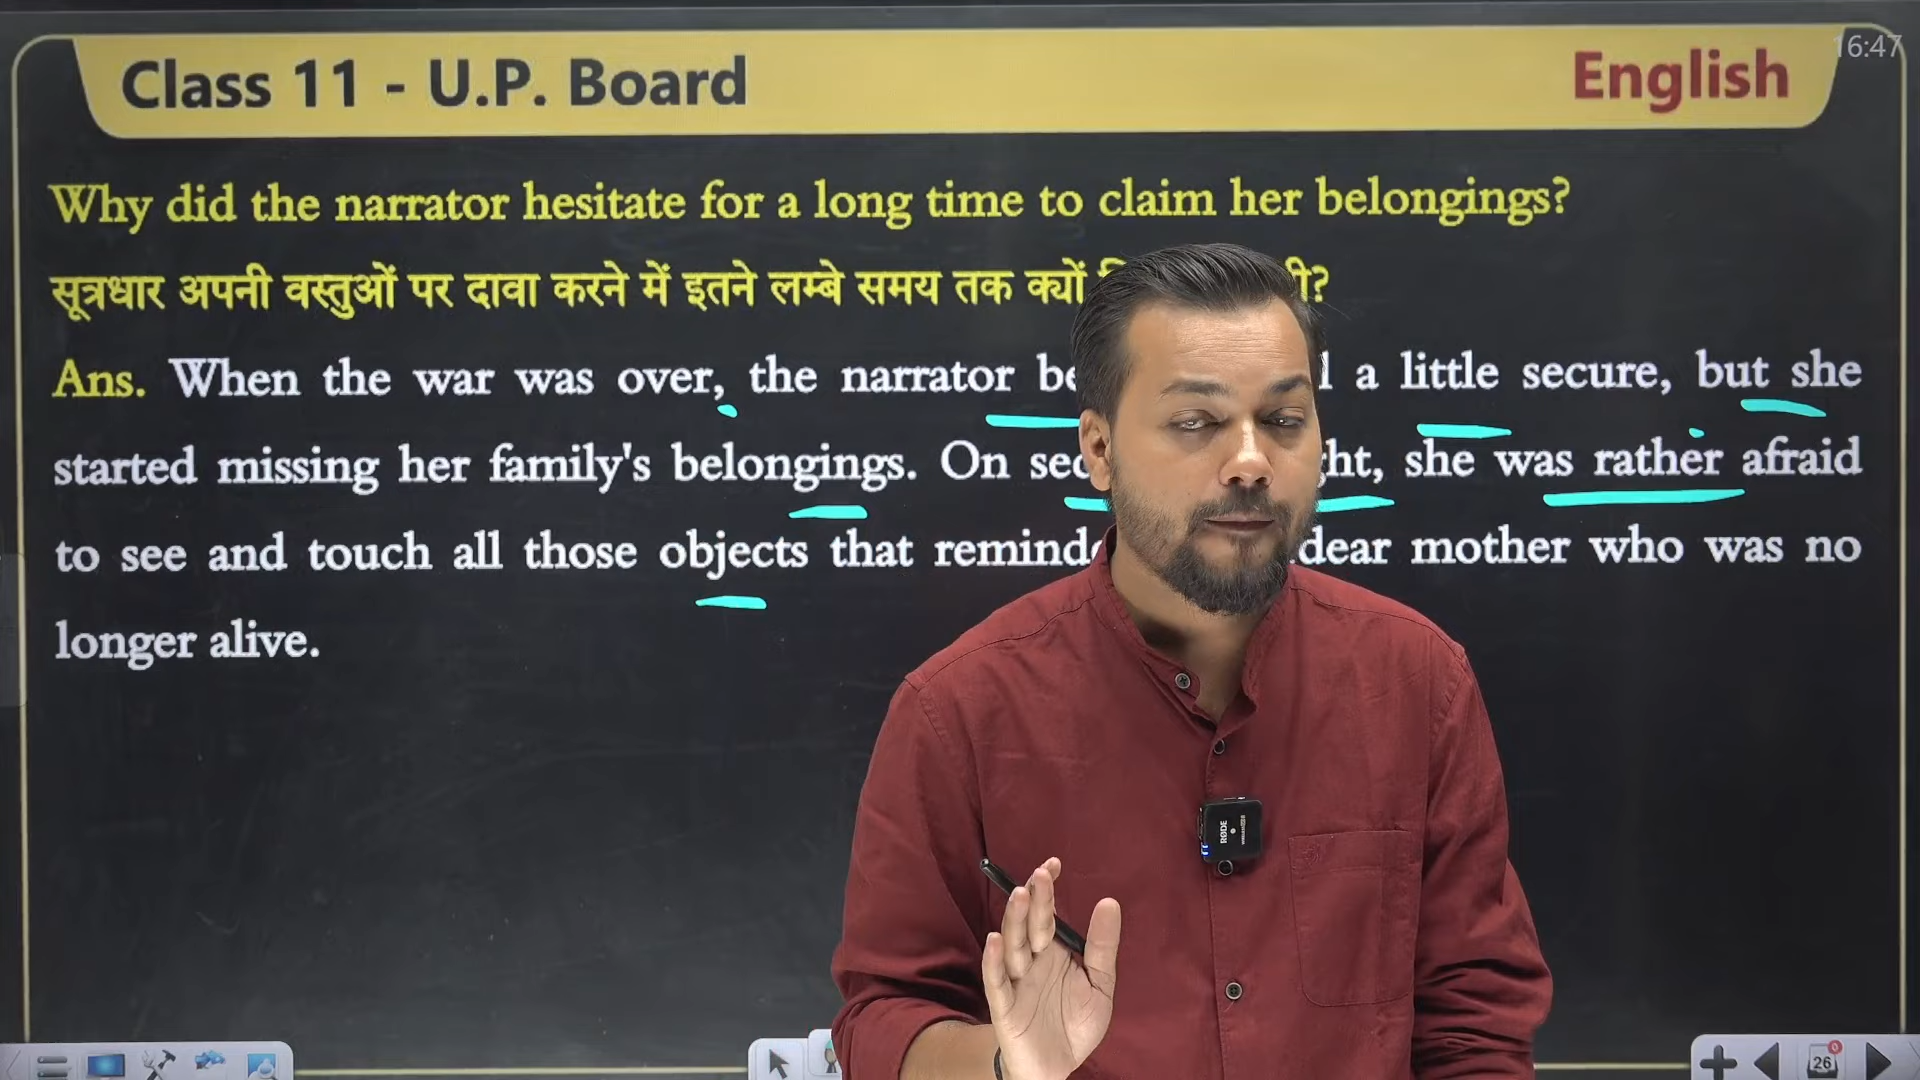 16:47
Class 11 - U.P. Board English
Why did the narrator hesitate for a long time to claim her belongings?
सूत्रधार अपनी वस्तुओं पर दावा करने में इतने लम्बे समय तक क्यों
Ans. When the war was over, the narrator a little secure, but she
started missing her family's belongings. On she was rather afraid
to see and touch all those objects that dear mother who was no
longer alive.
RØDE
26
0